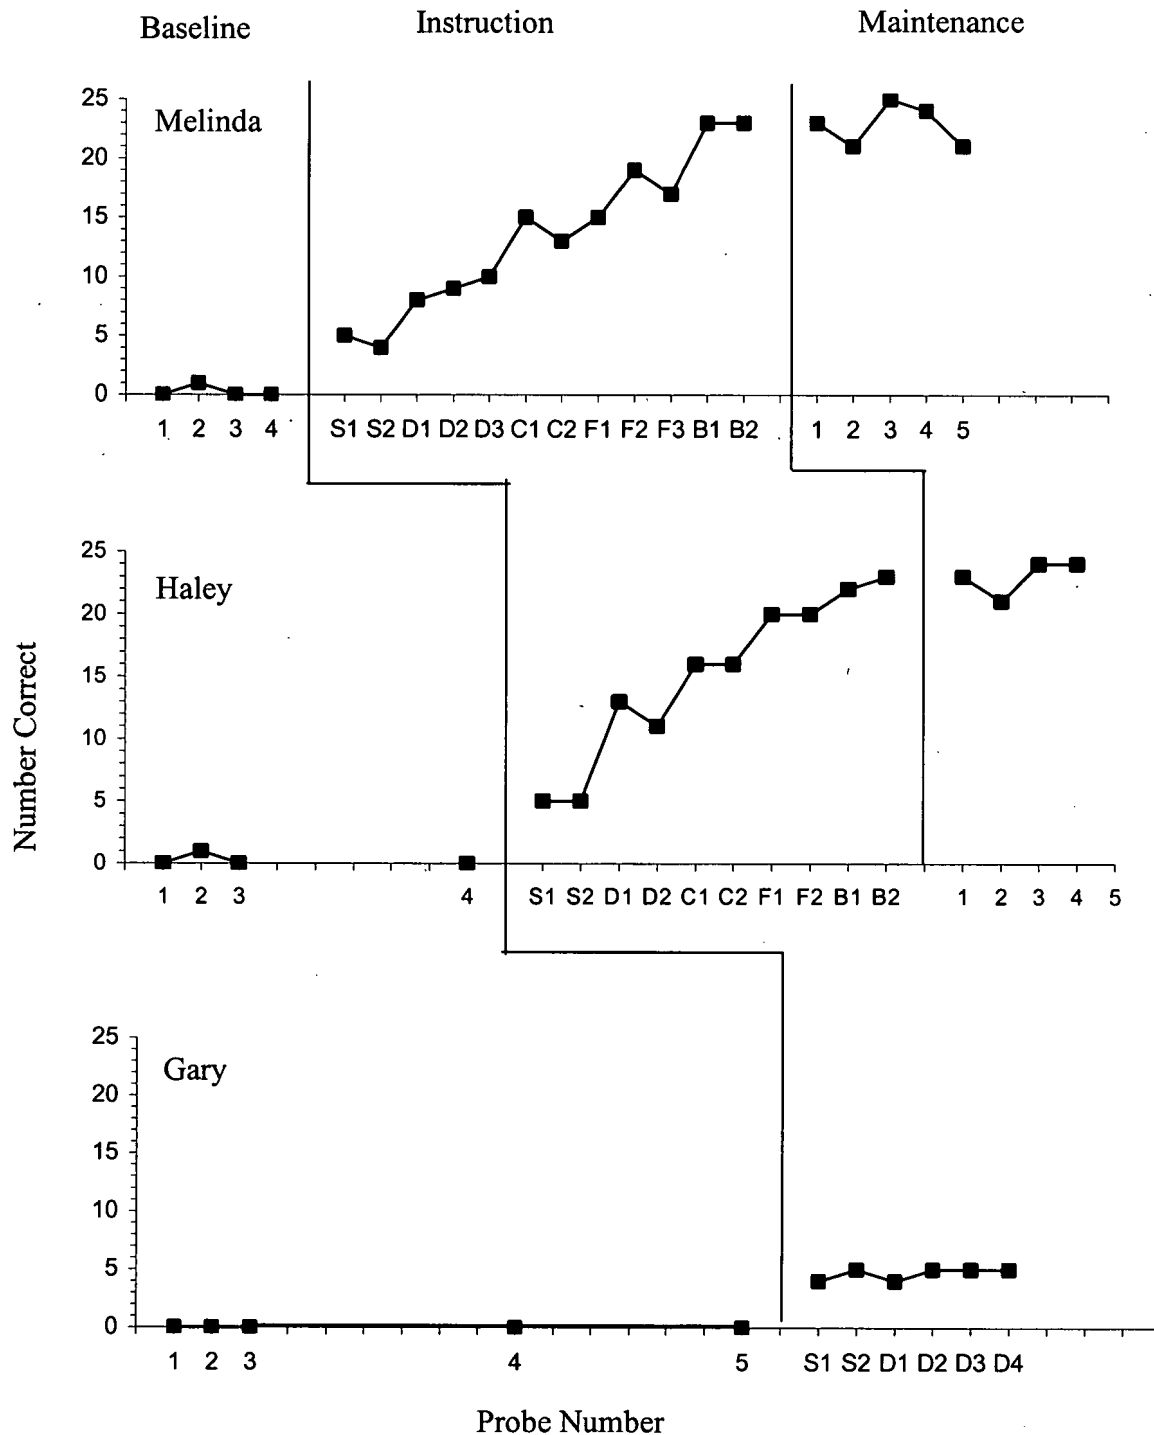 Baseline Instruction Maintenance
25
Melinda
20
15
10
5
0
1 2 3 4 S1 S2 D1 D2 D3 C1 C2 F1 F2 F3 B1 B2 1 2 3 4 5
25
Haley
20
15
10
5
0
1 2 3 4 S1 S2 D1 D2 C1 C2 F1 F2 B1 B2 1 2 3 4 5
Number Correct
25
Gary
20
15
10
5
0
1 2 3 4 5 S1 S2 D1 D2 D3 D4
Probe Number